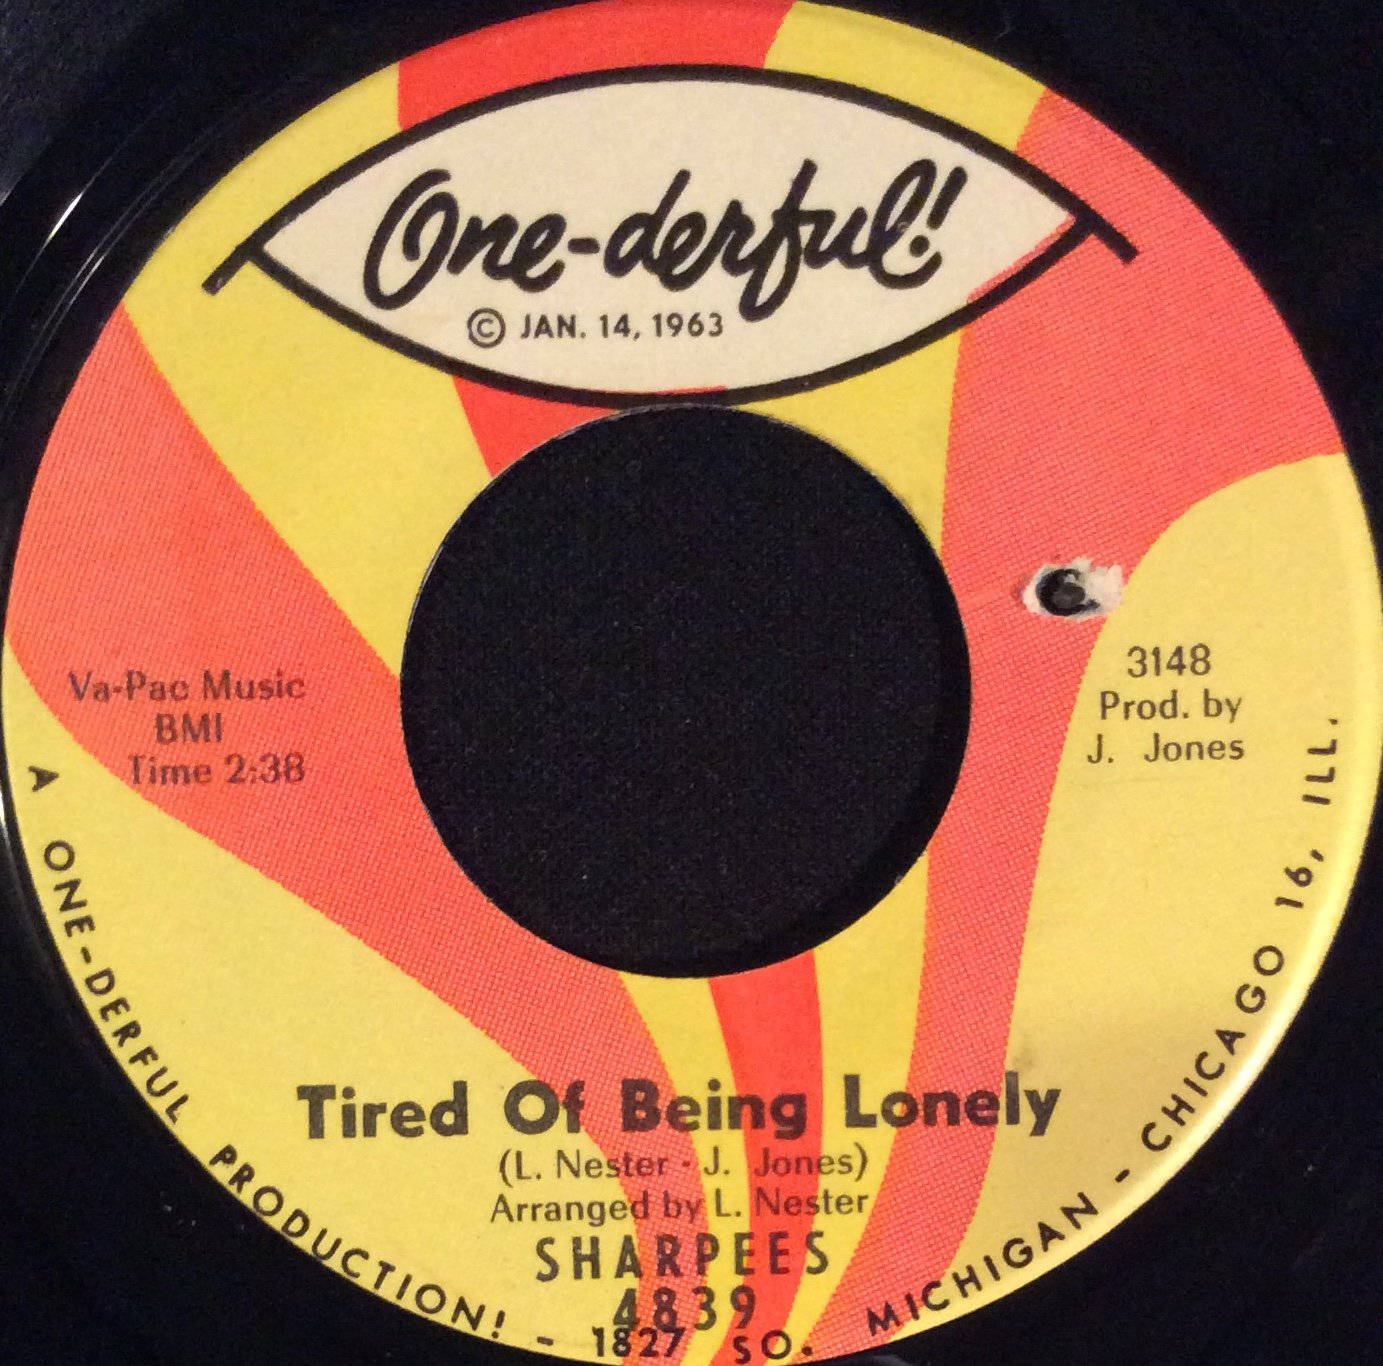 One-derful!
© JAN. 14, 1963
Va-Pac Music
BMI
Time 2:38
3148
Prod. by
J. Jones
Tired Of Being Lonely
(L. Nester - J. Jones)
Arranged by L. Nester
SHARPEES
4839
A ONE-DERFUL PRODUCTION! - 1827 SO. MICHIGAN - CHICAGO 16, ILL.